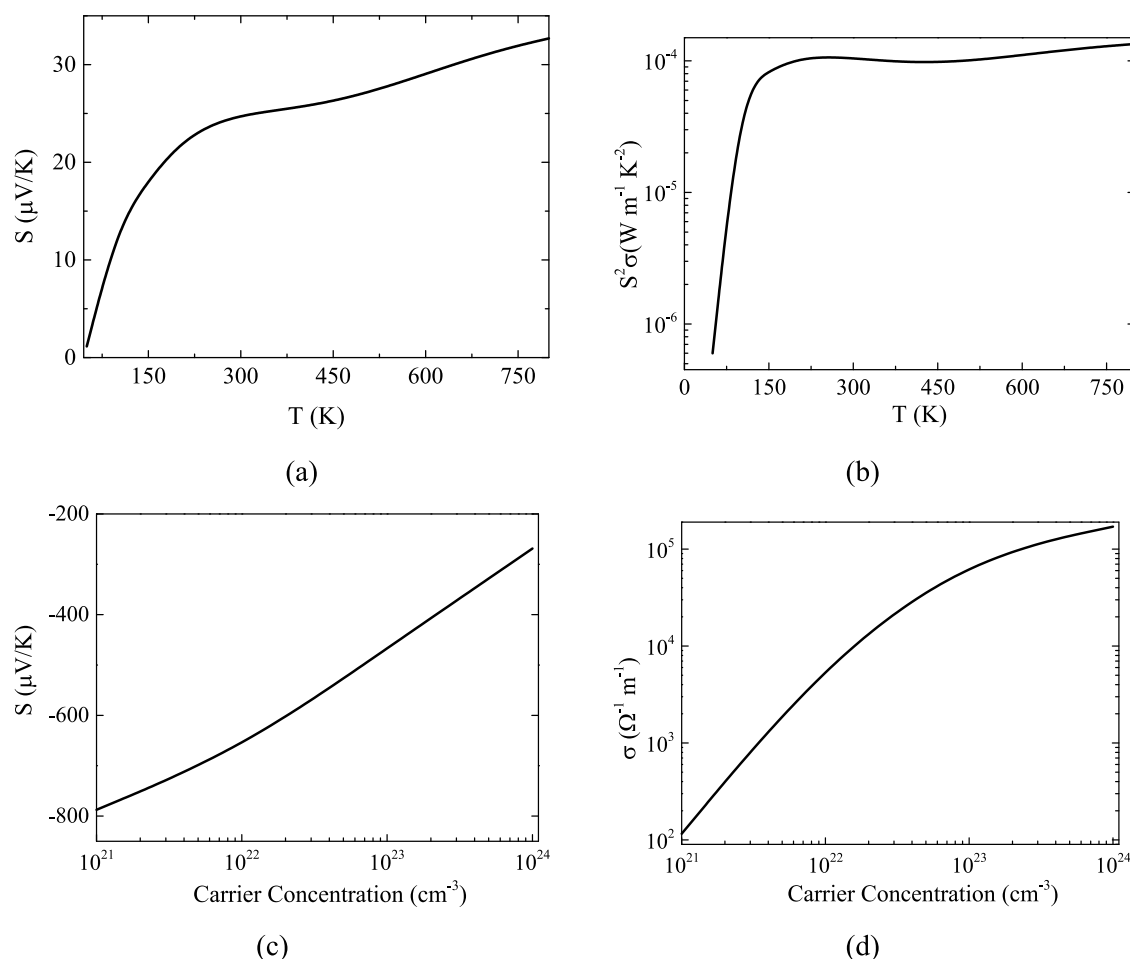 S (μV/K)
30
20
10
0
150 300 450 600 750
T (K)
(a)
S²σ(W m⁻¹ K⁻²)
10⁻⁴
10⁻⁵
10⁻⁶
0 150 300 450 600 750
T (K)
(b)
S (μV/K)
-200
-400
-600
-800
10²¹ 10²² 10²³ 10²⁴
Carrier Concentration (cm⁻³)
(c)
σ (Ω⁻¹ m⁻¹)
10⁵
10⁴
10³
10²
10²¹ 10²² 10²³ 10²⁴
Carrier Concentration (cm⁻³)
(d)